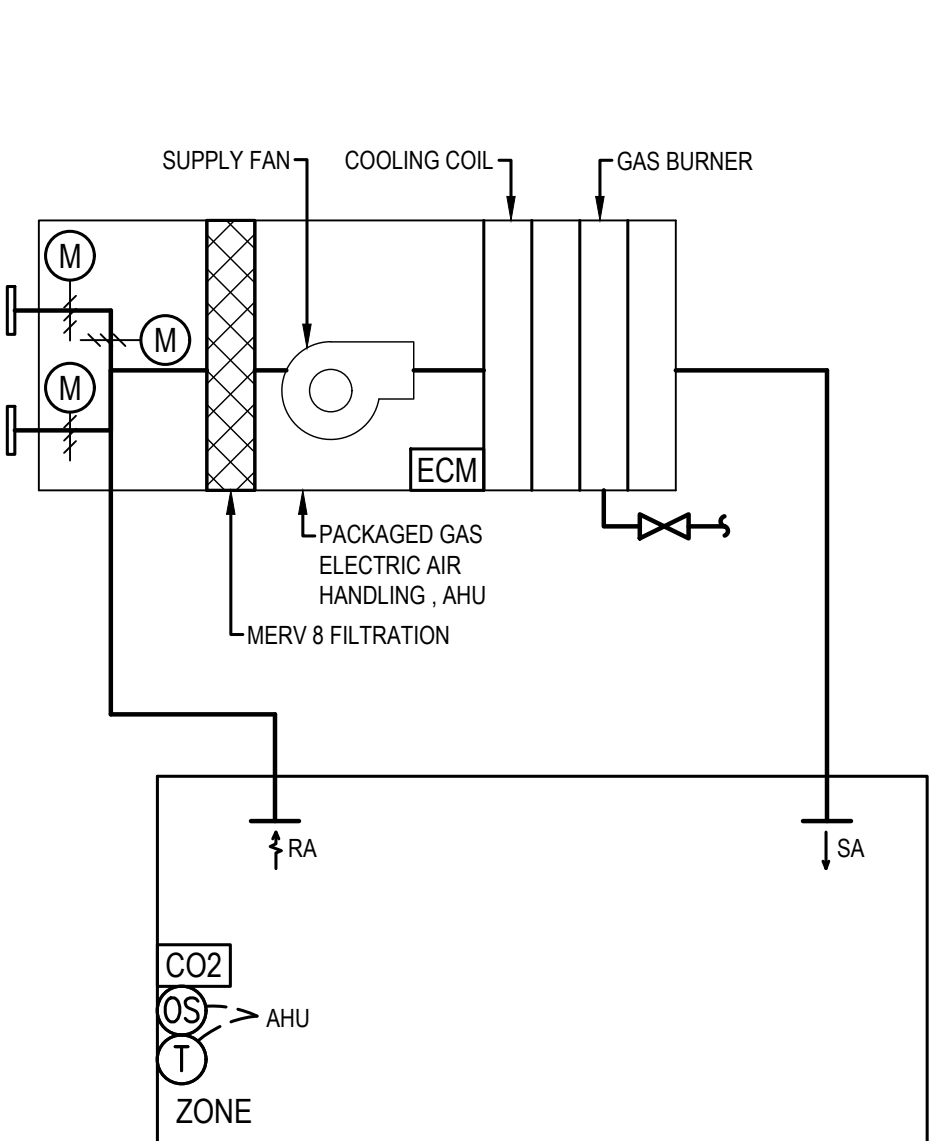 SUPPLY FAN
COOLING COIL
GAS BURNER
M
M
M
ECM
PACKAGED GAS
ELECTRIC AIR
HANDLING , AHU
MERV 8 FILTRATION
RA
SA
CO2
OS
AHU
T
ZONE